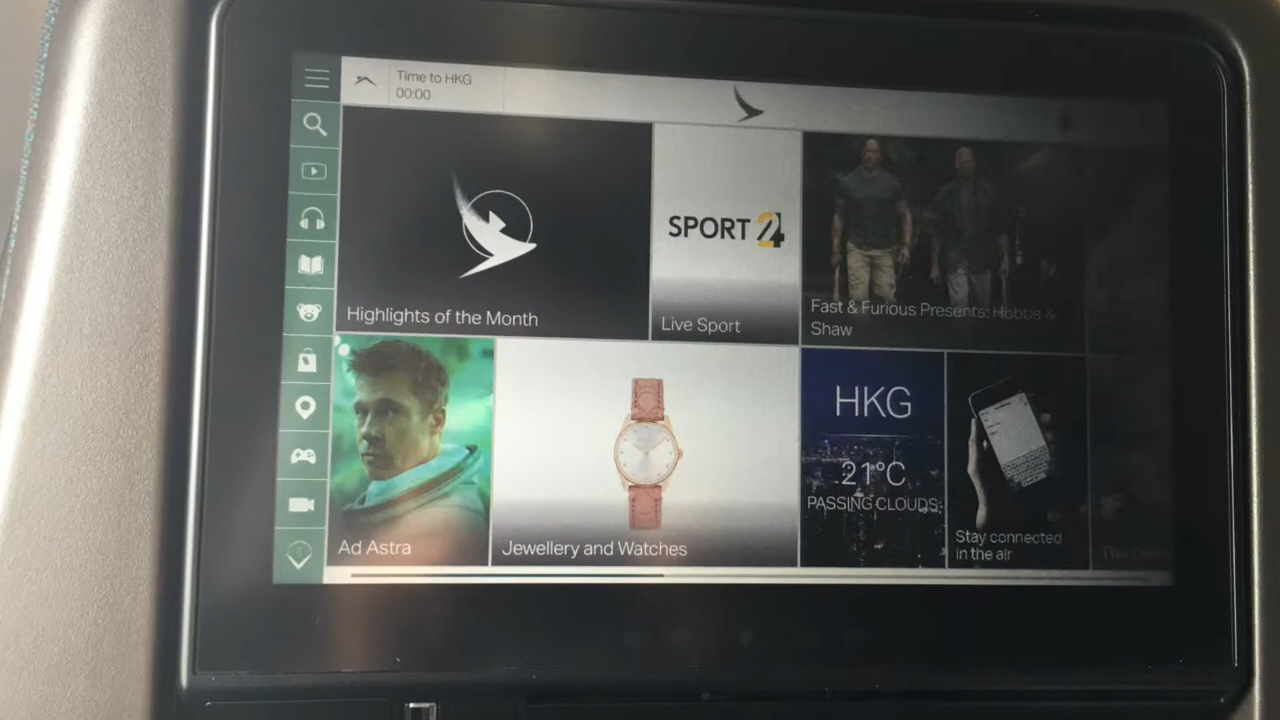 Time to HKG
00:00
Highlights of the Month
SPORT 24
Live Sport
Fast & Furious Presents: Hobbs &
Shaw
Ad Astra
Jewellery and Watches
HKG
21°C
PASSING CLOUDS
Stay connected
in the air
The